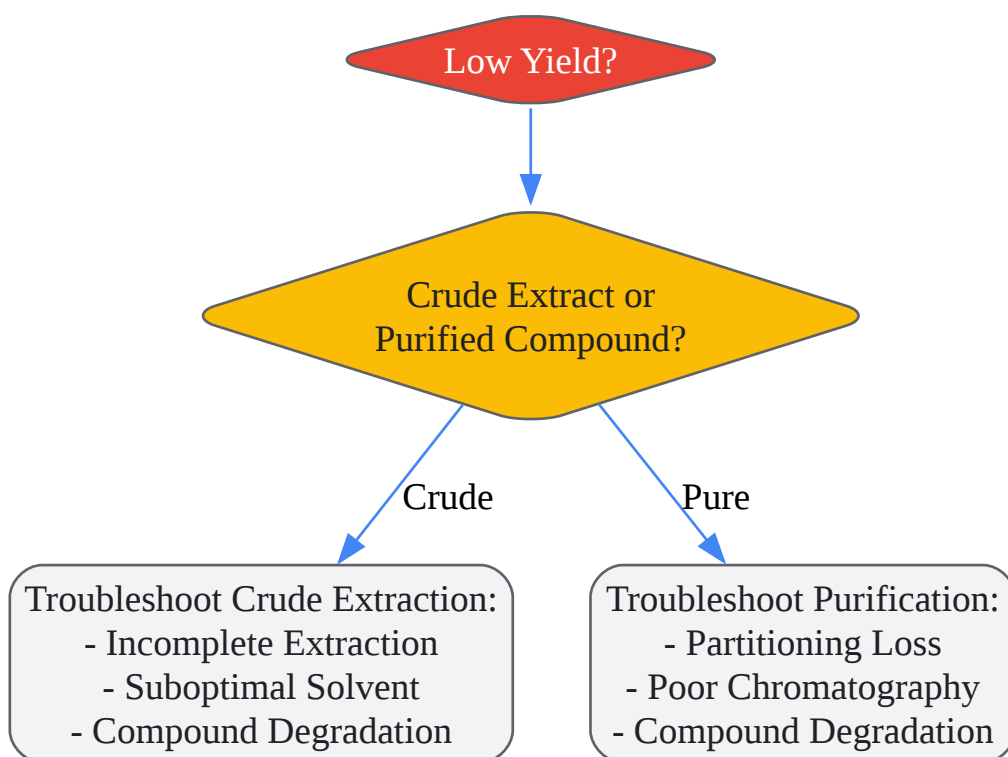 Low Yield?
Crude Extract or
Purified Compound?
Crude
Pure
Troubleshoot Crude Extraction:
- Incomplete Extraction
- Suboptimal Solvent
- Compound Degradation
Troubleshoot Purification:
- Partitioning Loss
- Poor Chromatography
- Compound Degradation